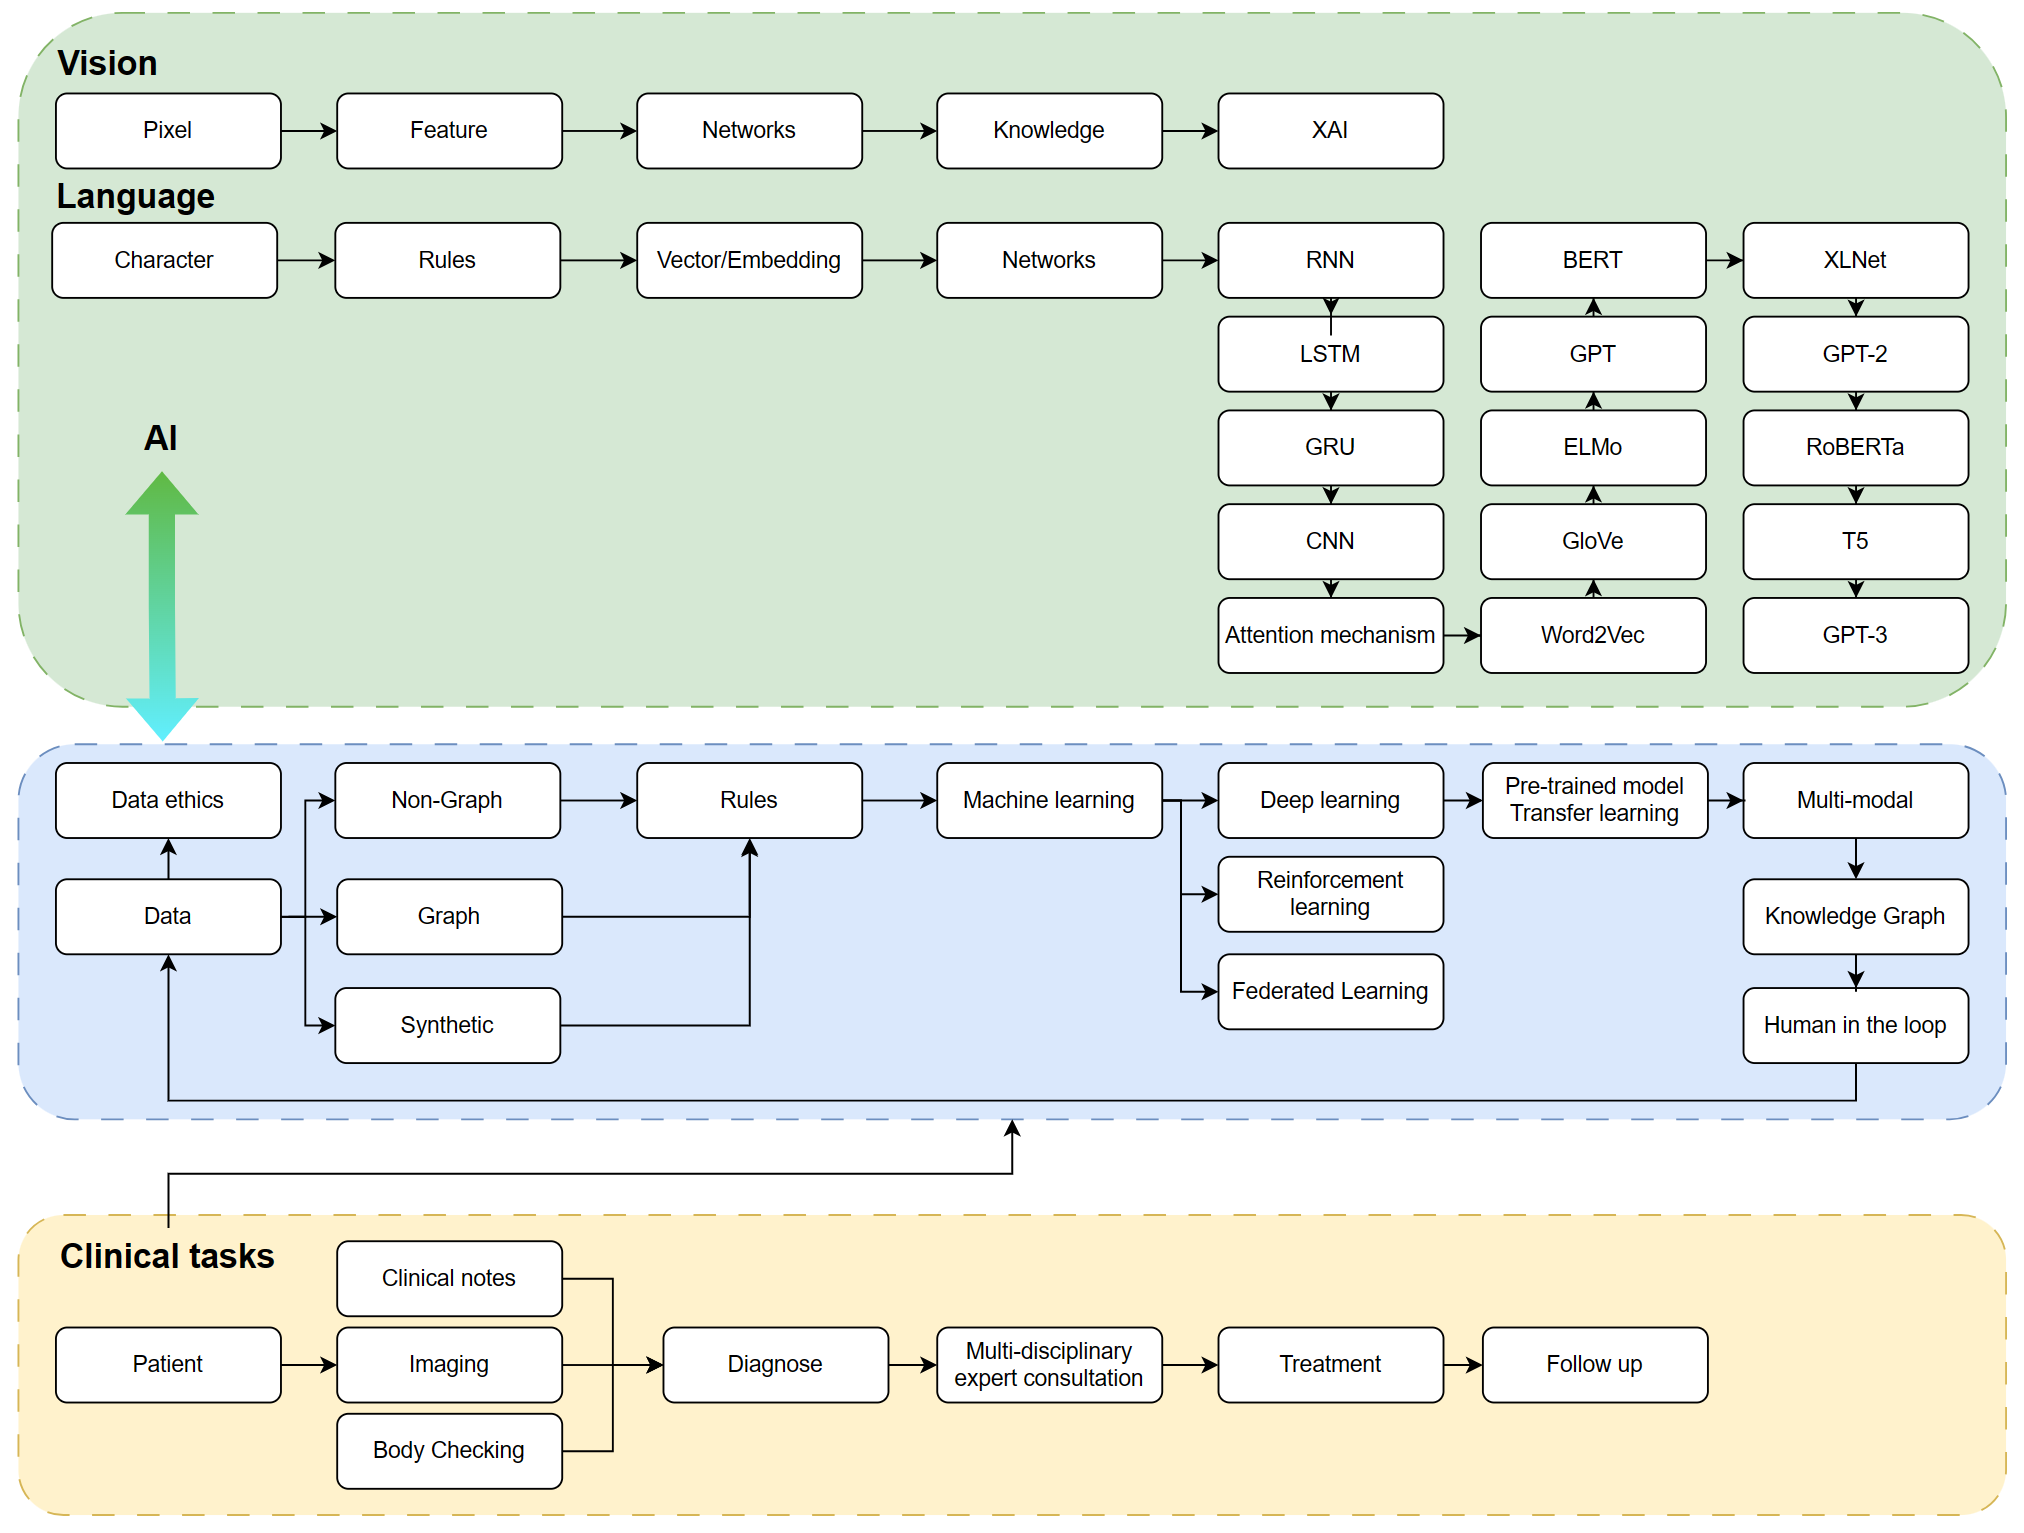 Vision
Pixel
Feature
Networks
Knowledge
XAI
Language
Character
Rules
Vector/Embedding
Networks
RNN
BERT
XLNet
LSTM
GPT
GPT-2
GRU
ELMo
RoBERTa
AI
CNN
GloVe
T5
Attention mechanism
Word2Vec
GPT-3
Data ethics
Non-Graph
Rules
Machine learning
Deep learning
Pre-trained model
Transfer learning
Multi-modal
Data
Graph
Reinforcement
learning
Knowledge Graph
Synthetic
Federated Learning
Human in the loop
Clinical tasks
Clinical notes
Patient
Imaging
Diagnose
Multi-disciplinary
expert consultation
Treatment
Follow up
Body Checking